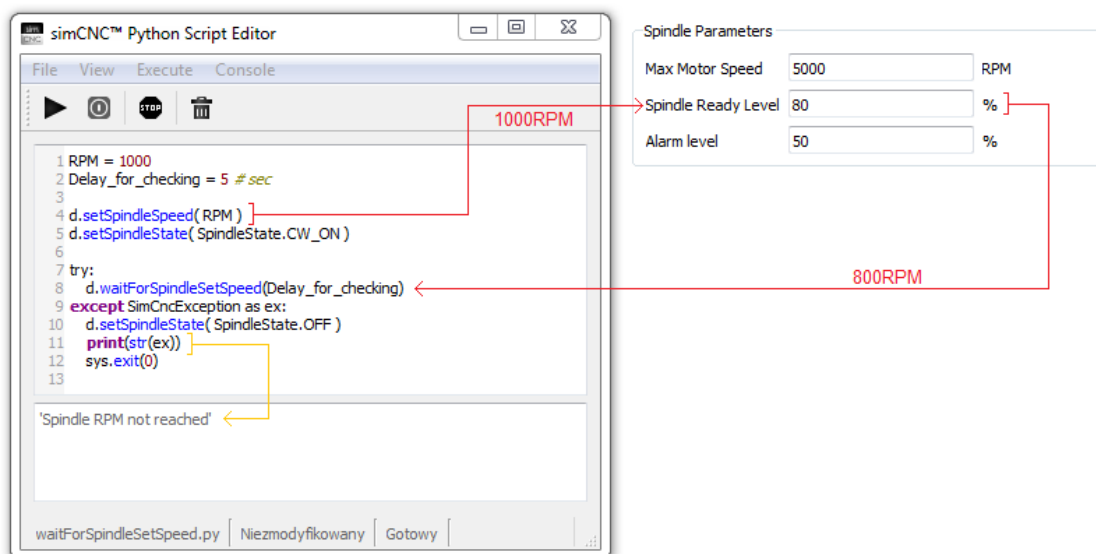 simCNC™ Python Script Editor
File View Execute Console
STOP
1 RPM = 1000
2 Delay_for_checking = 5 # sec
3
4 d.setSpindleSpeed( RPM )
5 d.setSpindleState( SpindleState.CW_ON )
6
7 try:
8 d.waitForSpindleSetSpeed(Delay_for_checking)
9 except SimCncException as ex:
10 d.setSpindleState( SpindleState.OFF )
11 print(str(ex))
12 sys.exit(0)
13
'Spindle RPM not reached'
waitForSpindleSetSpeed.py Niezmodyfikowany Gotowy
1000RPM
Spindle Parameters
Max Motor Speed 5000 RPM
Spindle Ready Level 80 %
Alarm level 50 %
800RPM